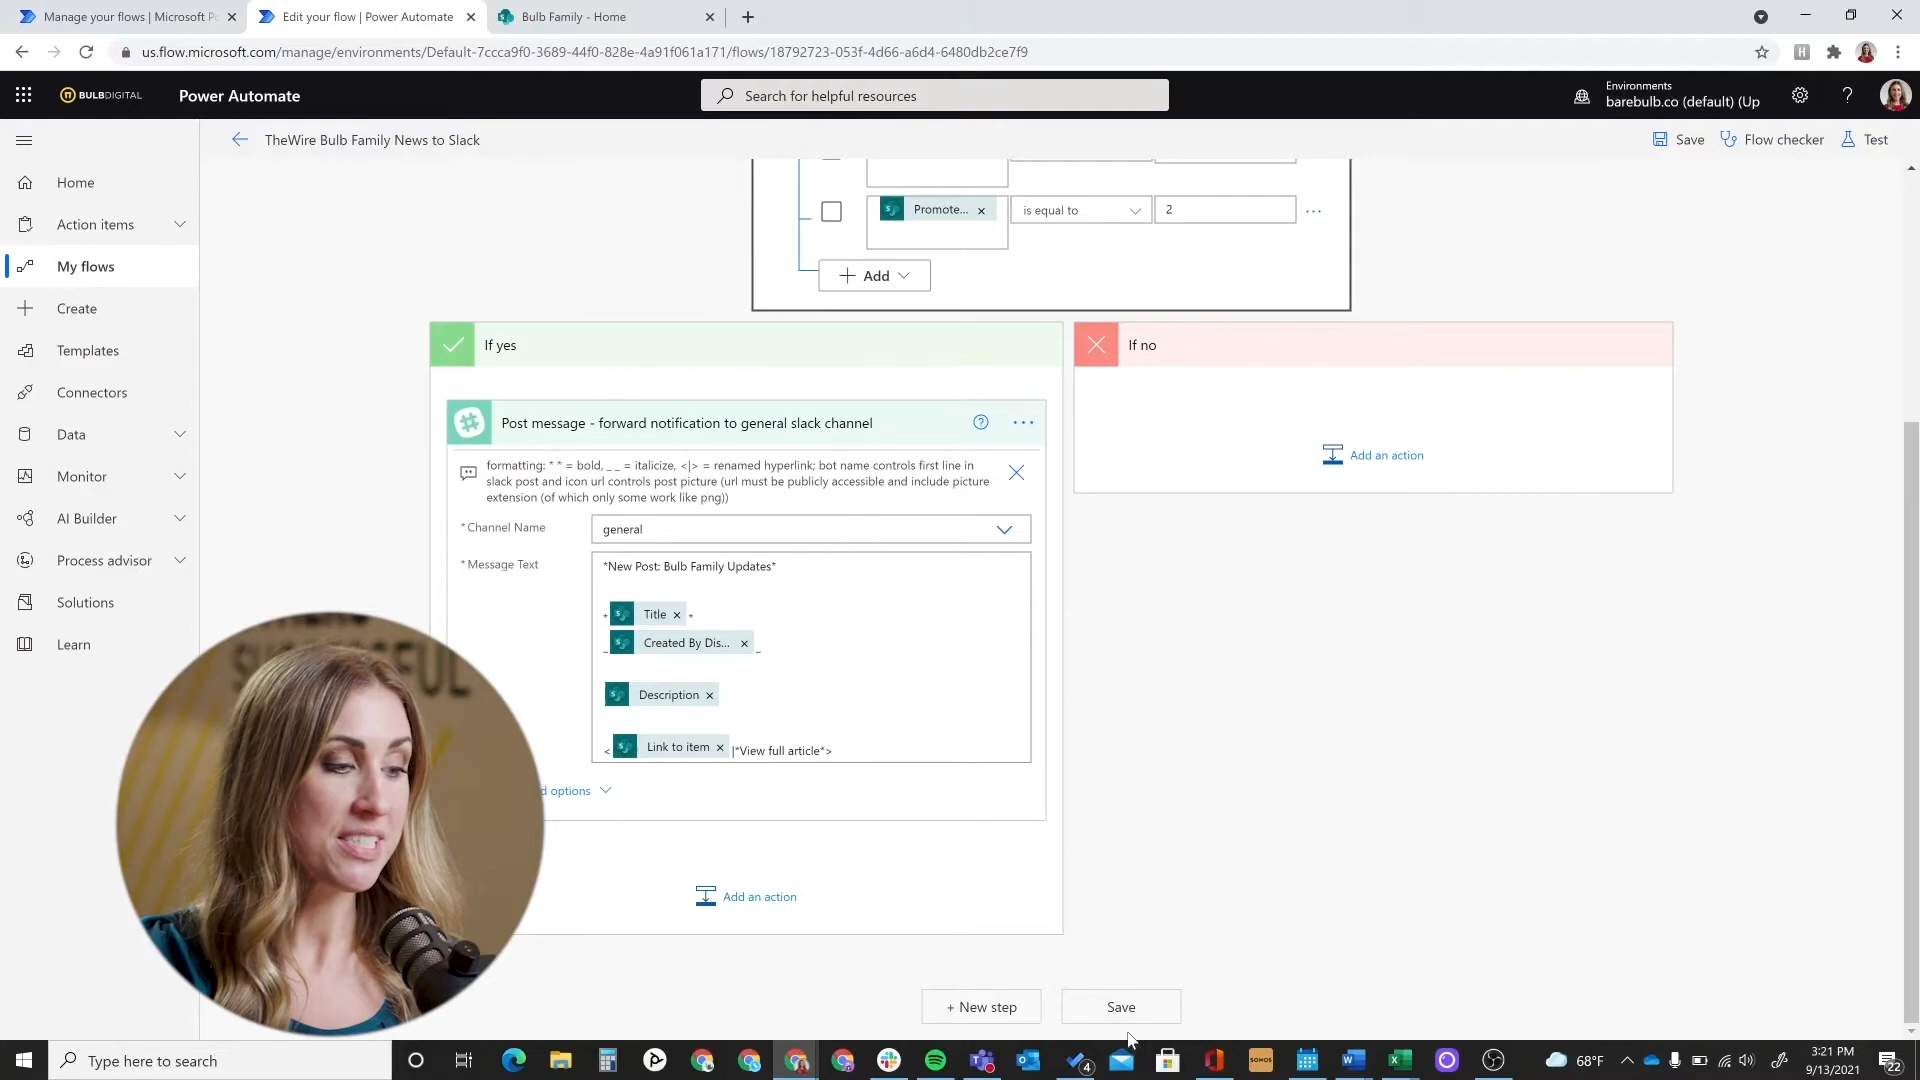 Manage your flows | Microsoft P
Edit your flow | Power Automate
Bulb Family - Home
us.flow.microsoft.com/manage/environments/Default-7ccca9f0-3689-44f0-828e-4a91f061a171/flows/18792723-053f-4d66-a6d4-6480db2ce7f9
BULBDIGITAL
Power Automate
Search for helpful resources
Environments
barebulb.co (default) (Up
TheWire Bulb Family News to Slack
Save
Flow checker
Test
Home
Action items
My flows
Create
Templates
Connectors
Data
Monitor
AI Builder
Process advisor
Solutions
Learn
Promote...
is equal to
2
Add
If yes
If no
Add an action
Post message - forward notification to general slack channel
formatting: * * = bold, _ _ = italicize, <|> = renamed hyperlink; bot name controls first line in
slack post and icon url controls post picture (url must be publicly accessible and include picture
extension (of which only some work like png))
*Channel Name
general
*Message Text
*New Post: Bulb Family Updates*
* Title *
_ Created By Dis... _
Description
< Link to item |*View full article*>
d options
Add an action
+ New step
Save
Type here to search
SONOS
4
68°F
3:21 PM
9/13/2021
22